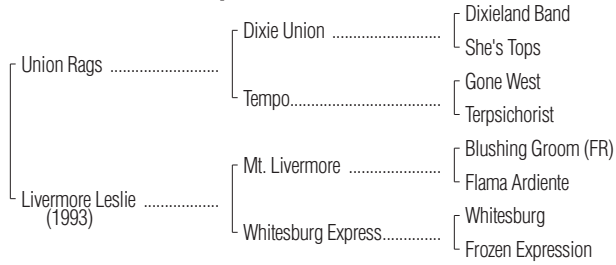 Dixieland Band
Dixie Union ........................
She's Tops
Union Rags ........................
Gone West
Tempo.................................
Terpsichorist
Blushing Groom (FR)
Mt. Livermore ....................
Flama Ardiente
Livermore Leslie ................
(1993)
Whitesburg
Whitesburg Express.............
Frozen Expression